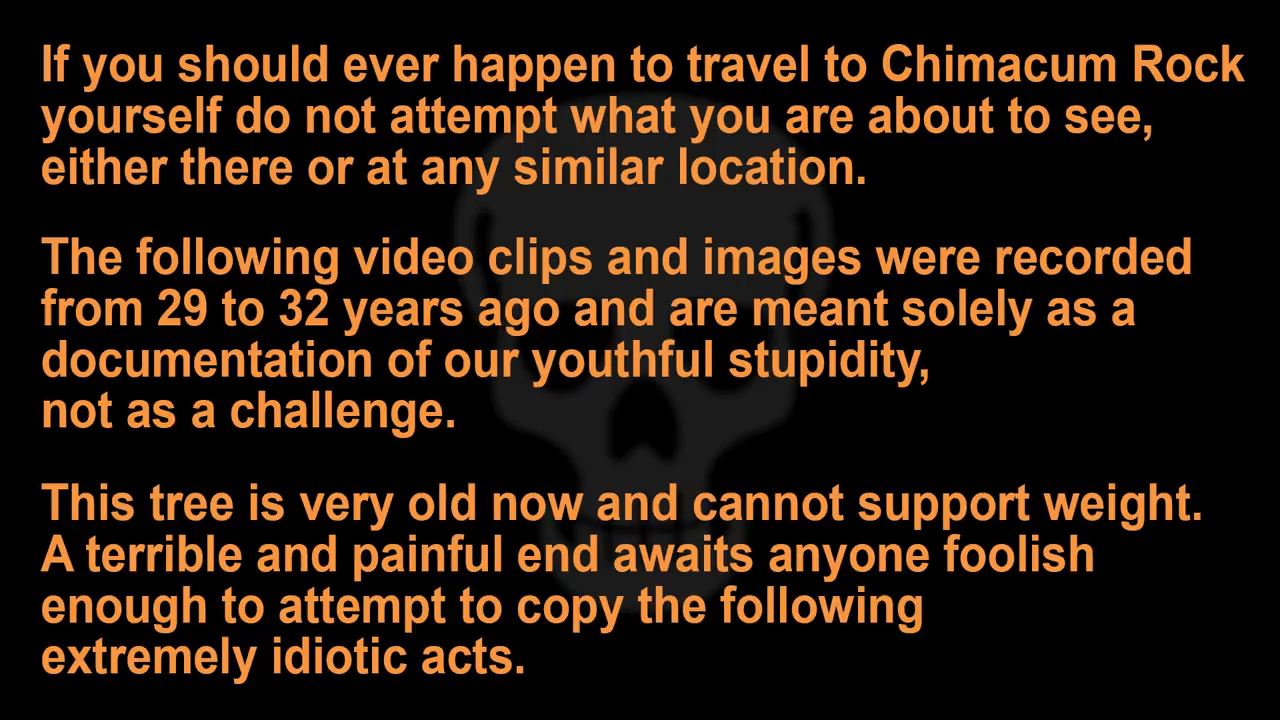 If you should ever happen to travel to Chimacum Rock
yourself do not attempt what you are about to see,
either there or at any similar location.
The following video clips and images were recorded
from 29 to 32 years ago and are meant solely as a
documentation of our youthful stupidity,
not as a challenge.
This tree is very old now and cannot support weight.
A terrible and painful end awaits anyone foolish
enough to attempt to copy the following
extremely idiotic acts.